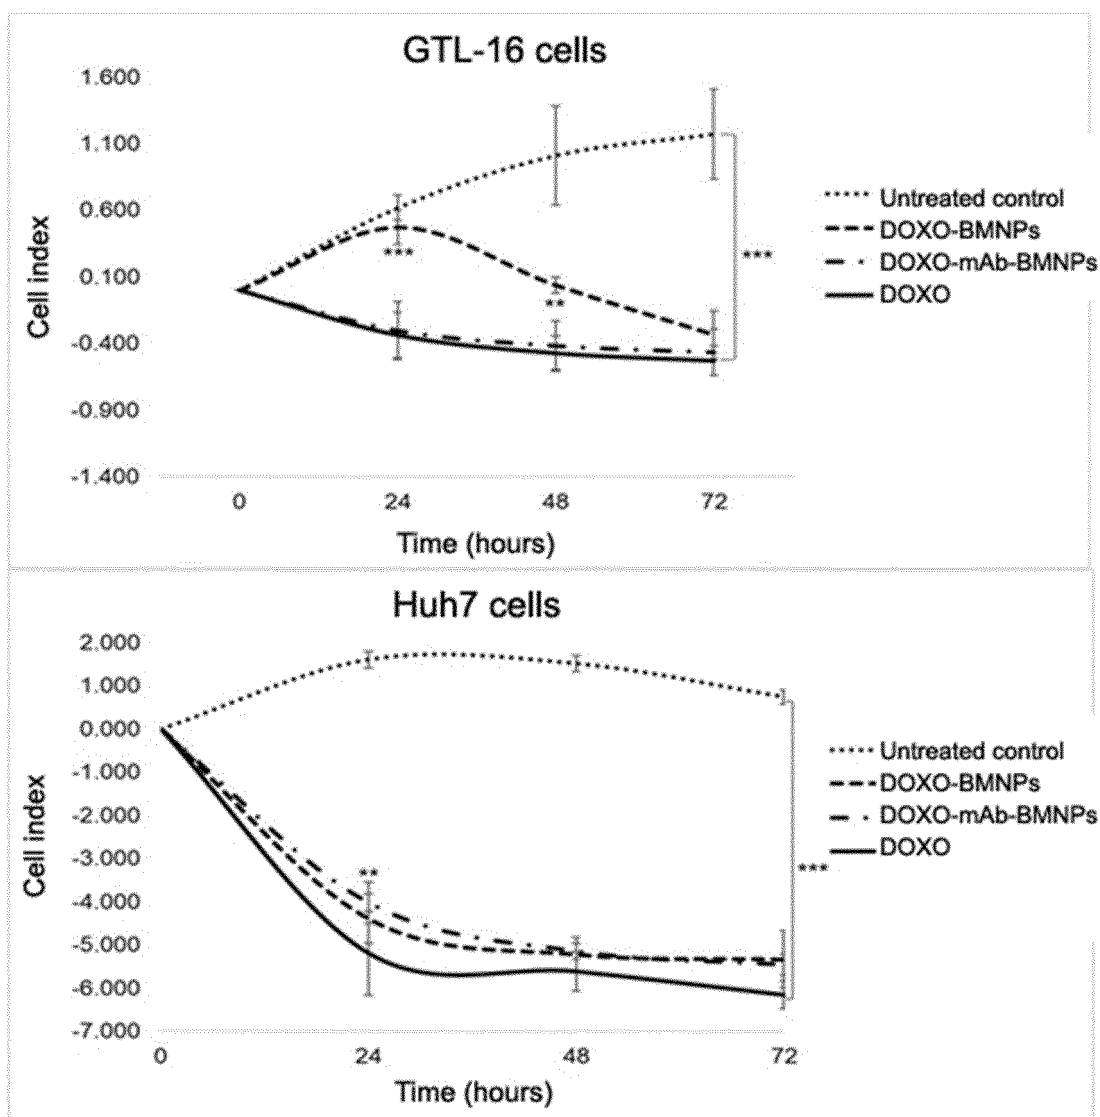 GTL-16 cells
1.600
1.100
0.600
0.100
-0.400
-0.900
-1.400
Cell index
***
**
***
0 24 48 72
Time (hours)
Untreated control
DOXO-BMNPs
DOXO-mAb-BMNPs
DOXO
Huh7 cells
2.000
1.000
0.000
-1.000
-2.000
-3.000
-4.000
-5.000
-6.000
-7.000
Cell index
**
***
0 24 48 72
Time (hours)
Untreated control
DOXO-BMNPs
DOXO-mAb-BMNPs
DOXO